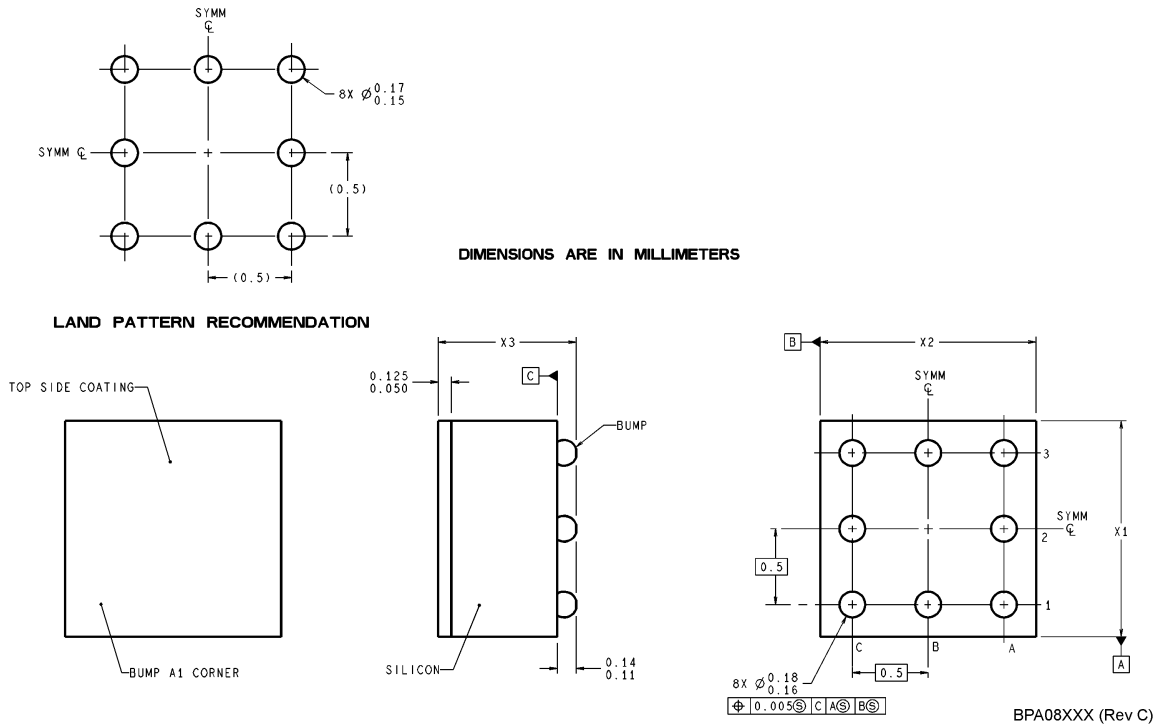 SYMM
℄
8X Ø 0.17
0.15
SYMM ℄
(0.5)
(0.5)
DIMENSIONS ARE IN MILLIMETERS
LAND PATTERN RECOMMENDATION
TOP SIDE COATING
BUMP A1 CORNER
X3
0.125
0.050
C
BUMP
SILICON
0.14
0.11
B
X2
SYMM
℄
3
SYMM
℄
2
X1
0.5
1
C B A
0.5
A
8X Ø 0.18
0.16
⌖ 0.005Ⓢ C AⓈ BⓈ
BPA08XXX (Rev C)